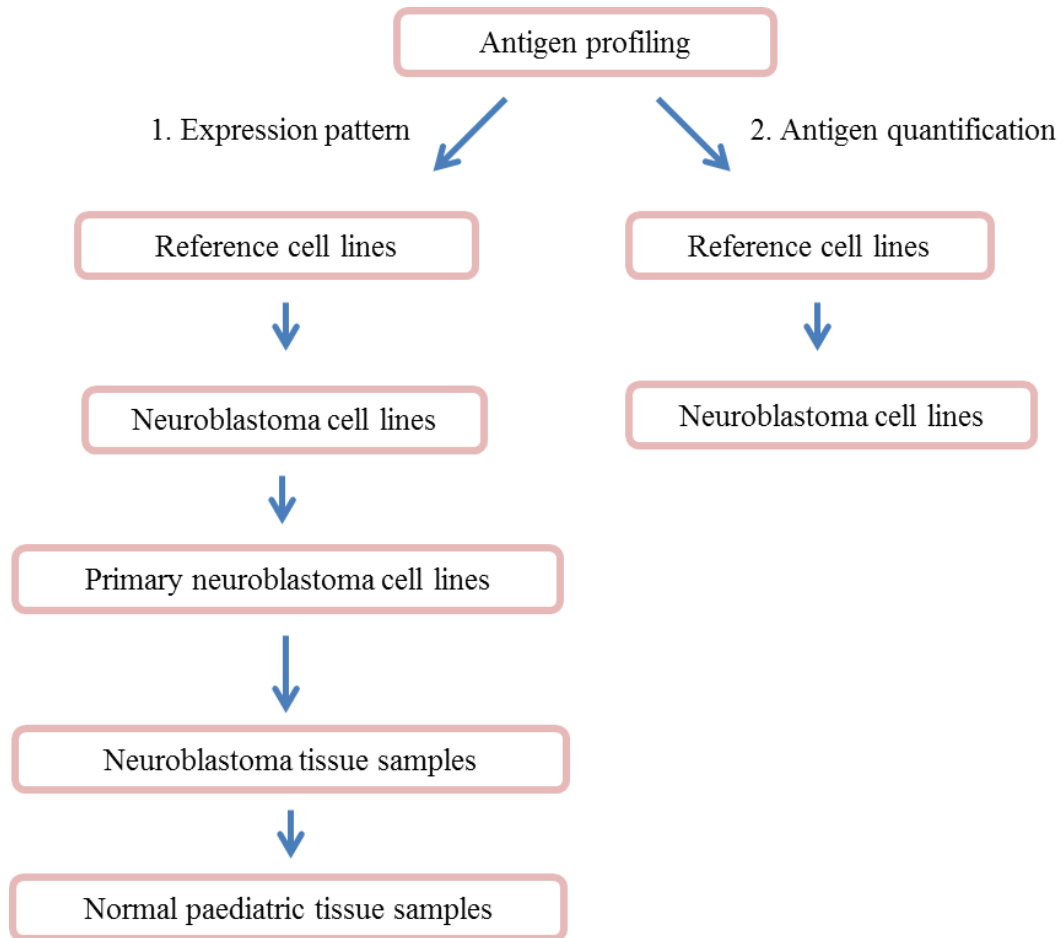 Antigen profiling
1. Expression pattern
2. Antigen quantification
Reference cell lines
Reference cell lines
Neuroblastoma cell lines
Neuroblastoma cell lines
Primary neuroblastoma cell lines
Neuroblastoma tissue samples
Normal paediatric tissue samples